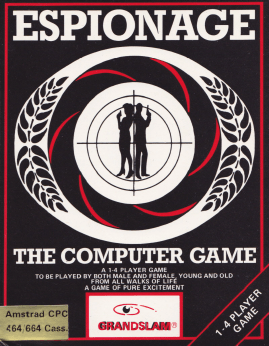 ESPIONAGE
THE COMPUTER GAME
A 1-4 PLAYER GAME
TO BE PLAYED BY BOTH MALE AND FEMALE, YOUNG AND OLD
FROM ALL WALKS OF LIFE
A GAME OF PURE EXCITEMENT
Amstrad CPC
464/664 Cass.
GRANDSLAM®
1-4 PLAYER
GAME